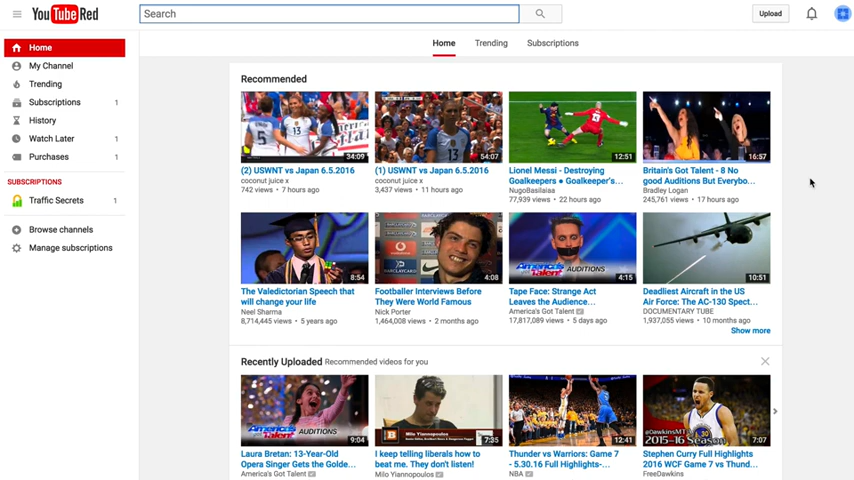 YouTube Red
Search
Upload
Home
My Channel
Trending
Subscriptions 1
History
Watch Later 1
Purchases 1
SUBSCRIPTIONS
Traffic Secrets 1
Browse channels
Manage subscriptions
Home Trending Subscriptions
Recommended
34:09
(2) USWNT vs Japan 6.5.2016
coconut juice x
742 views • 7 hours ago
54:07
(1) USWNT vs Japan 6.5.2016
coconut juice x
3,437 views • 11 hours ago
12:51
Lionel Messi - Destroying
Goalkeepers ● Goalkeeper's...
NugoBasilaiaa
77,939 views • 22 hours ago
16:57
Britain's Got Talent - 8 No
good Auditions But Everybo...
Bradley Logan
245,761 views • 17 hours ago
8:54
The Valedictorian Speech that
will change your life
Neel Sharma
8,714,445 views • 5 years ago
BARCLAYCARD
4:08
Footballer Interviews Before
They Were World Famous
Nick Porter
1,464,008 views • 2 months ago
America's Got Talent AUDITIONS
4:15
Tape Face: Strange Act
Leaves the Audience...
America's Got Talent
17,817,089 views • 5 days ago
10:51
Deadliest Aircraft in the US
Air Force: The AC-130 Spect...
DOCUMENTARY TUBE
1,937,055 views • 10 months ago
Show more
Recently Uploaded Recommended videos for you
America's Got Talent AUDITIONS
9:04
Laura Bretan: 13-Year-Old
Opera Singer Gets the Golde...
America's Got Talent
Milo Yiannopoulos
7:35
I keep telling liberals how to
beat me. They don't listen!
Milo Yiannopoulos
12:41
Thunder vs Warriors: Game 7
- 5.30.16 Full Highlights-...
NBA
@DawkinsMT
2015-16 Season
30
7:07
Stephen Curry Full Highlights
2016 WCF Game 7 vs Thund...
FreeDawkins